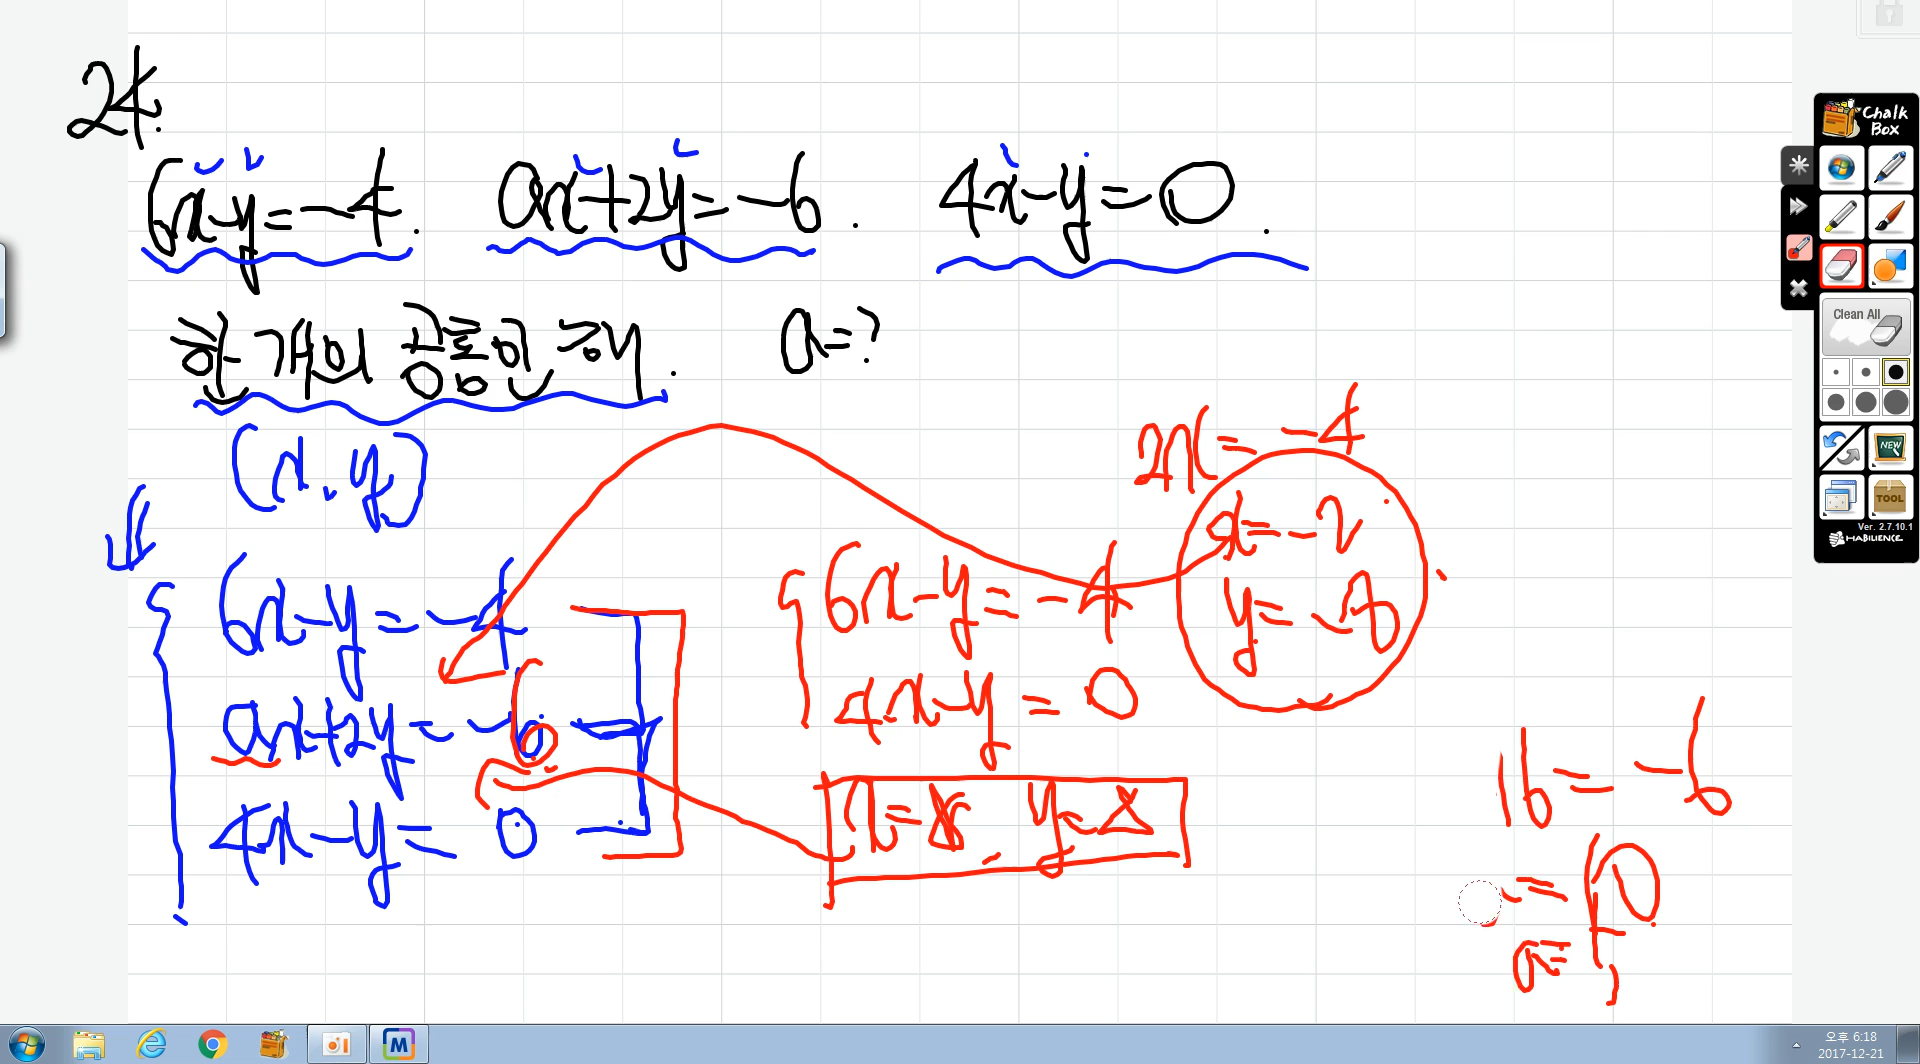 24.
6x-y=-4. ax+2y=-6. 4x-y=0.
한 개의 공통인 a=?
(x, y)
2x=-4
x=-2
y=-8
6x-y=-4
ax+2y=-6
4x-y=0
6x-y=-4
4x-y=0
16=-6
a=
Chalk Box
Clean All
NEW
TOOL
Ver. 2.7.10.1
HABILIENCE
오후 6:18
2017-12-21